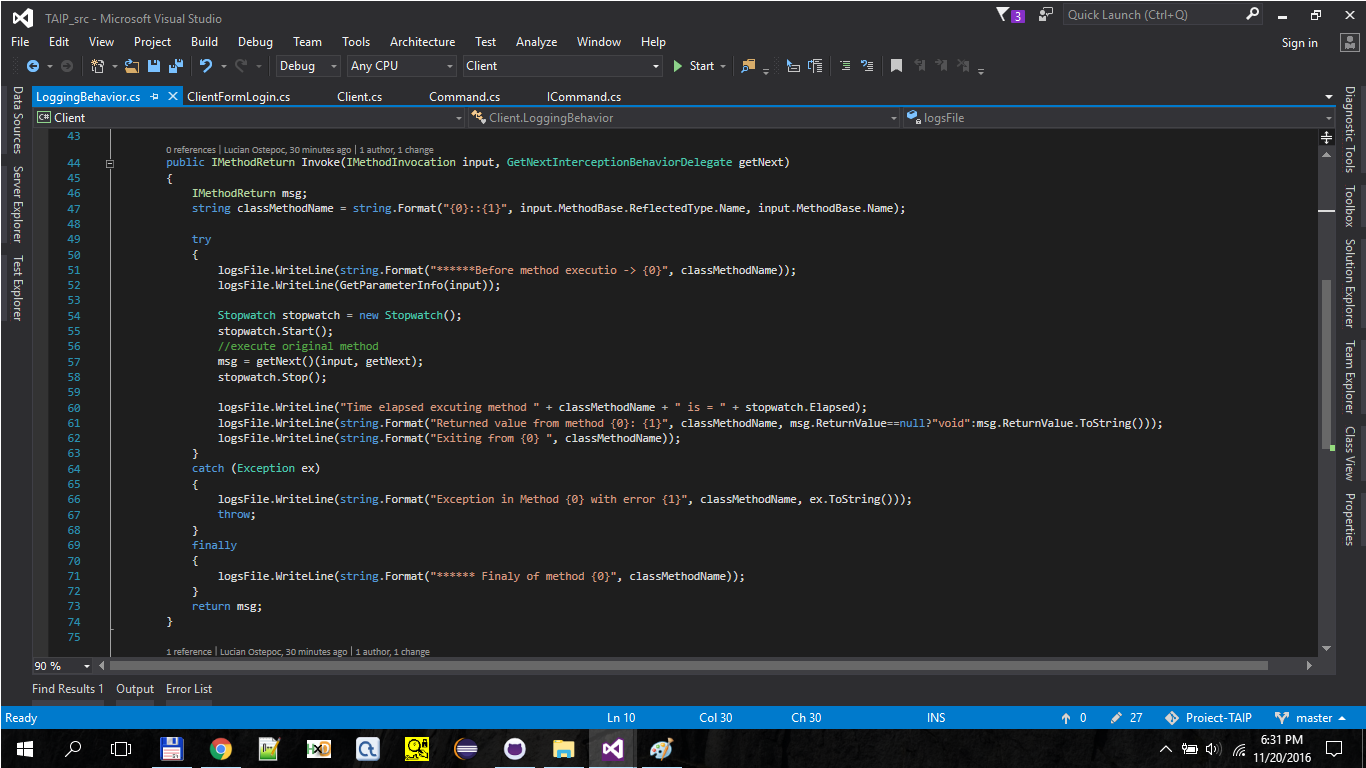 TAIP_src - Microsoft Visual Studio
3
Quick Launch (Ctrl+Q)
File Edit View Project Build Debug Team Tools Architecture Test Analyze Window Help
Sign in
Debug Any CPU Client Start
LoggingBehavior.cs ClientFormLogin.cs Client.cs Command.cs ICommand.cs
C# Client Client.LoggingBehavior logsFile
Data Sources
Server Explorer
Test Explorer
43
0 references | Lucian Ostepoc, 30 minutes ago | 1 author, 1 change
44 public IMethodReturn Invoke(IMethodInvocation input, GetNextInterceptionBehaviorDelegate getNext)
45 {
46 IMethodReturn msg;
47 string classMethodName = string.Format("{0}::{1}", input.MethodBase.ReflectedType.Name, input.MethodBase.Name);
48
49 try
50 {
51 logsFile.WriteLine(string.Format("******Before method executio -> {0}", classMethodName));
52 logsFile.WriteLine(GetParameterInfo(input));
53
54 Stopwatch stopwatch = new Stopwatch();
55 stopwatch.Start();
56 //execute original method
57 msg = getNext()(input, getNext);
58 stopwatch.Stop();
59
60 logsFile.WriteLine("Time elapsed excuting method " + classMethodName + " is = " + stopwatch.Elapsed);
61 logsFile.WriteLine(string.Format("Returned value from method {0}: {1}", classMethodName, msg.ReturnValue==null?"void":msg.ReturnValue.ToString()));
62 logsFile.WriteLine(string.Format("Exiting from {0} ", classMethodName));
63 }
64 catch (Exception ex)
65 {
66 logsFile.WriteLine(string.Format("Exception in Method {0} with error {1}", classMethodName, ex.ToString()));
67 throw;
68 }
69 finally
70 {
71 logsFile.WriteLine(string.Format("****** Finaly of method {0}", classMethodName));
72 }
73 return msg;
74 }
75
1 reference | Lucian Ostepoc, 30 minutes ago | 1 author, 1 change
Diagnostic Tools
Toolbox
Solution Explorer
Team Explorer
Class View
Properties
90 %
Find Results 1 Output Error List
Ready Ln 10 Col 30 Ch 30 INS 0 27 Proiect-TAIP master
HXD
6:31 PM
11/20/2016